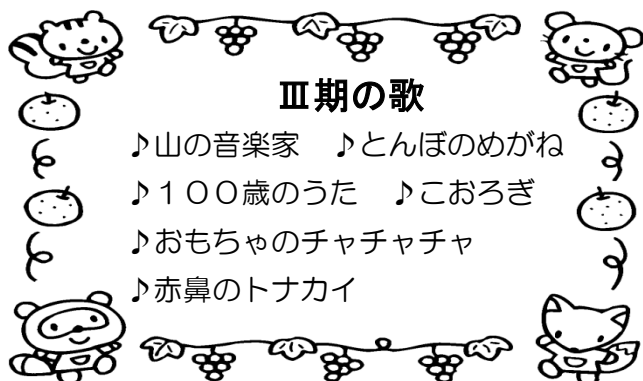 Ⅲ期の歌
♪山の音楽家　♪とんぼのめがね
♪１００歳のうた　♪こおろぎ
♪おもちゃのチャチャチャ
♪赤鼻のトナカイ